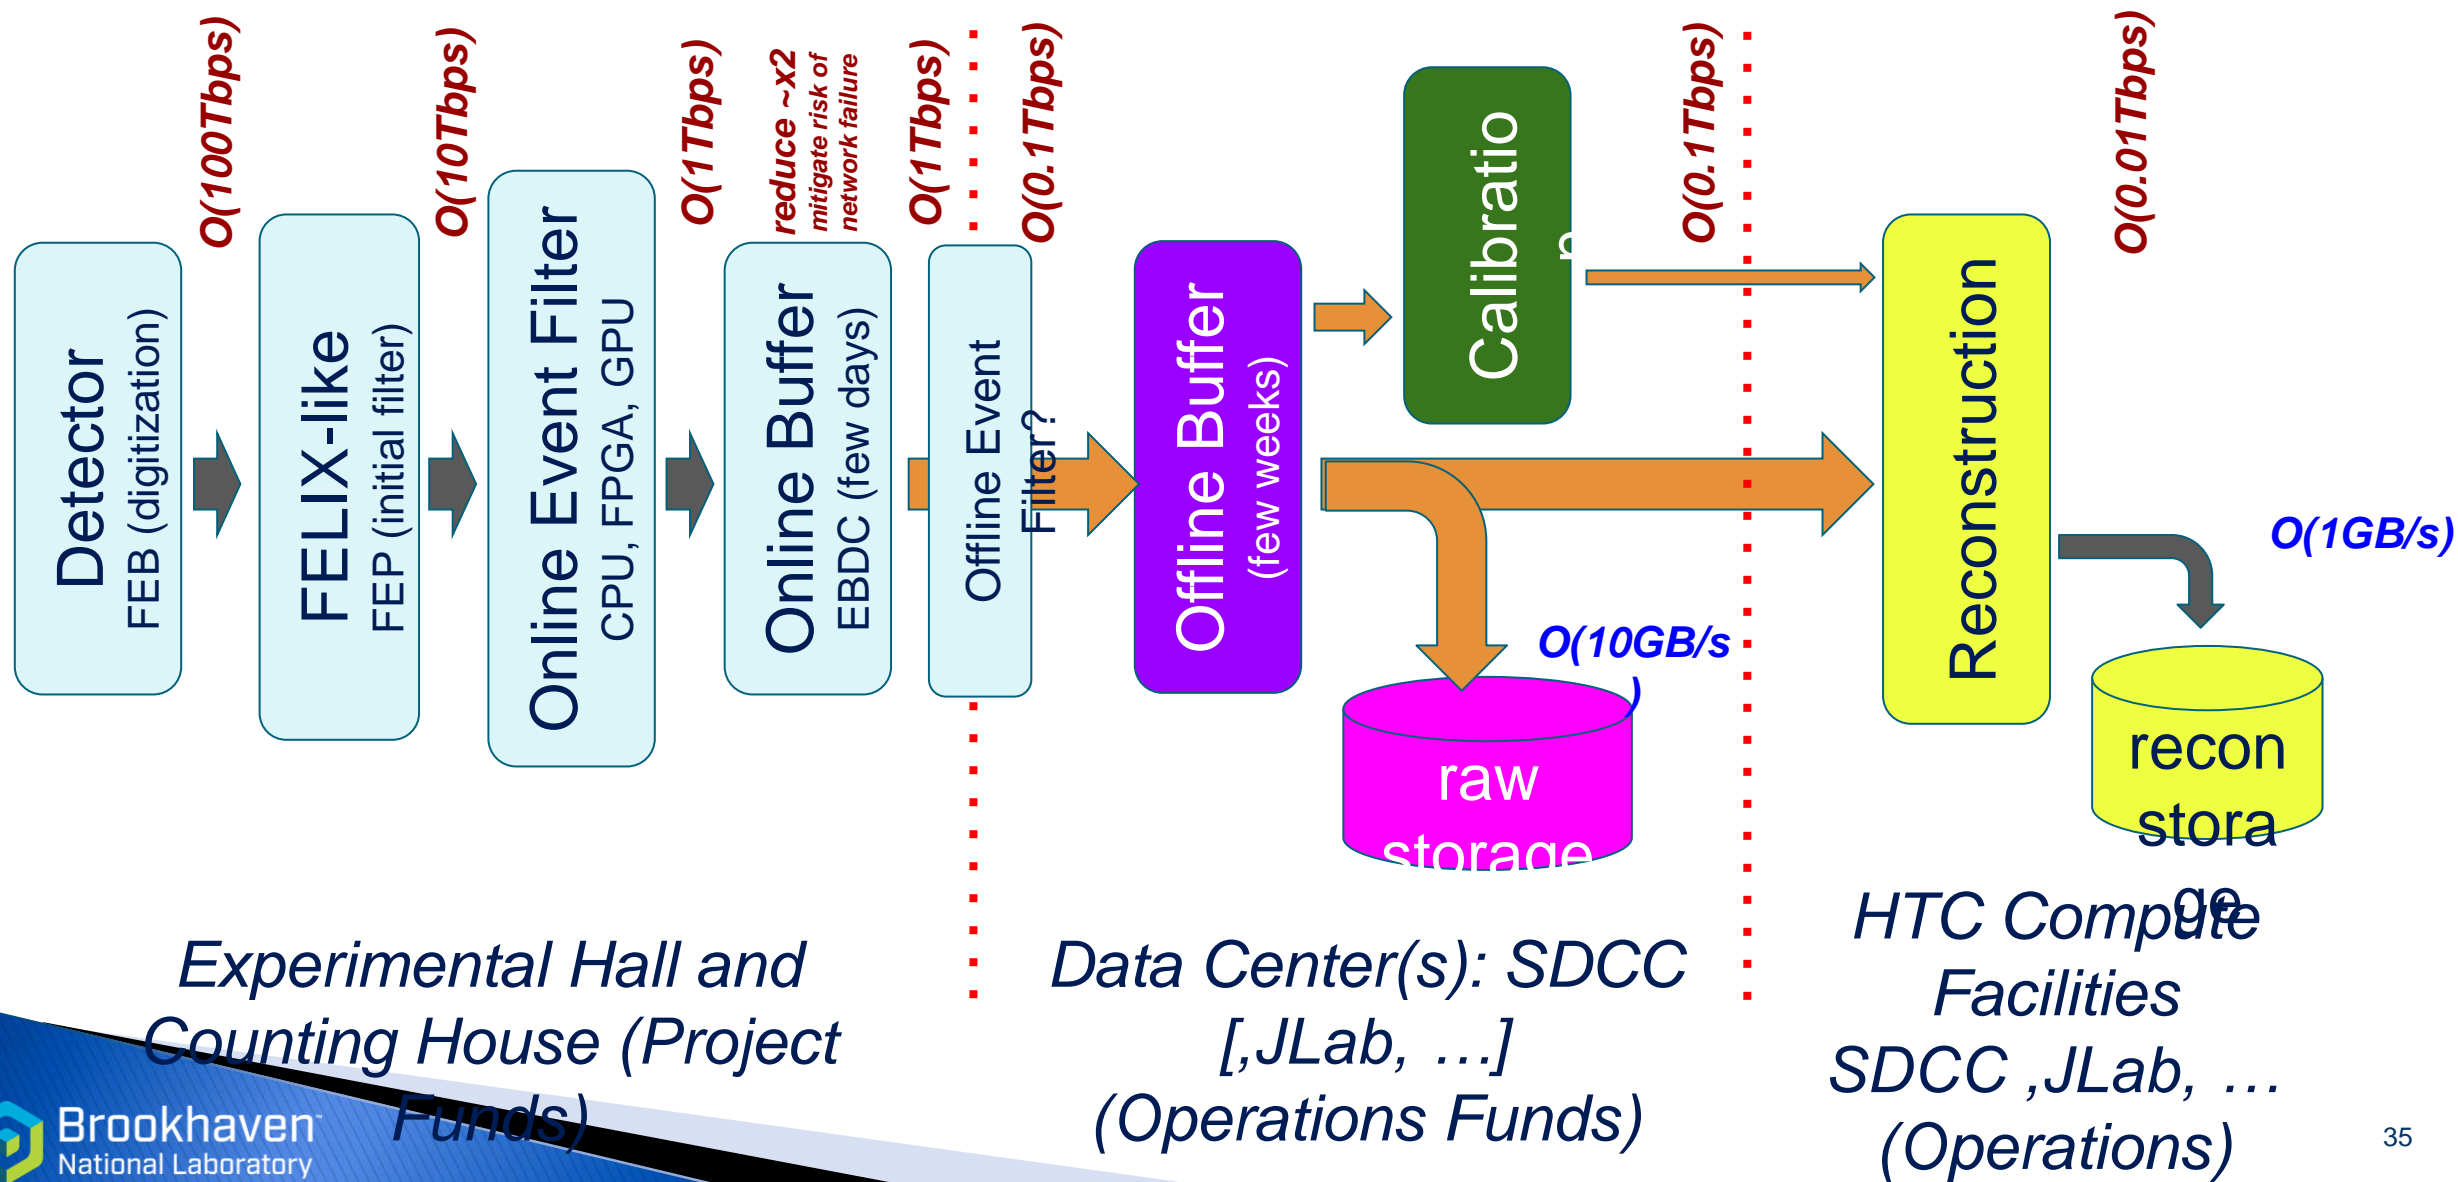 O(100Tbps)
O(10Tbps)
O(1Tbps)
reduce ~x2
mitigate risk of
network failure
O(1Tbps)
O(0.1Tbps)
O(0.1Tbps)
O(0.01Tbps)
Detector
FEB (digitization)
FELIX-like
FEP (initial filter)
Online Event Filter
CPU, FPGA, GPU
Online Buffer
EBDC (few days)
Offline Event
Filter?
Offline Buffer
(few weeks)
Calibratio
n
Reconstruction
O(1GB/s)
O(10GB/s
)
raw
storage
recon
stora
ge
Experimental Hall and
Counting House (Project
Funds)
Data Center(s): SDCC
[,JLab, …]
(Operations Funds)
HTC Compute
Facilities
SDCC ,JLab, …
(Operations)
Brookhaven™
National Laboratory
35